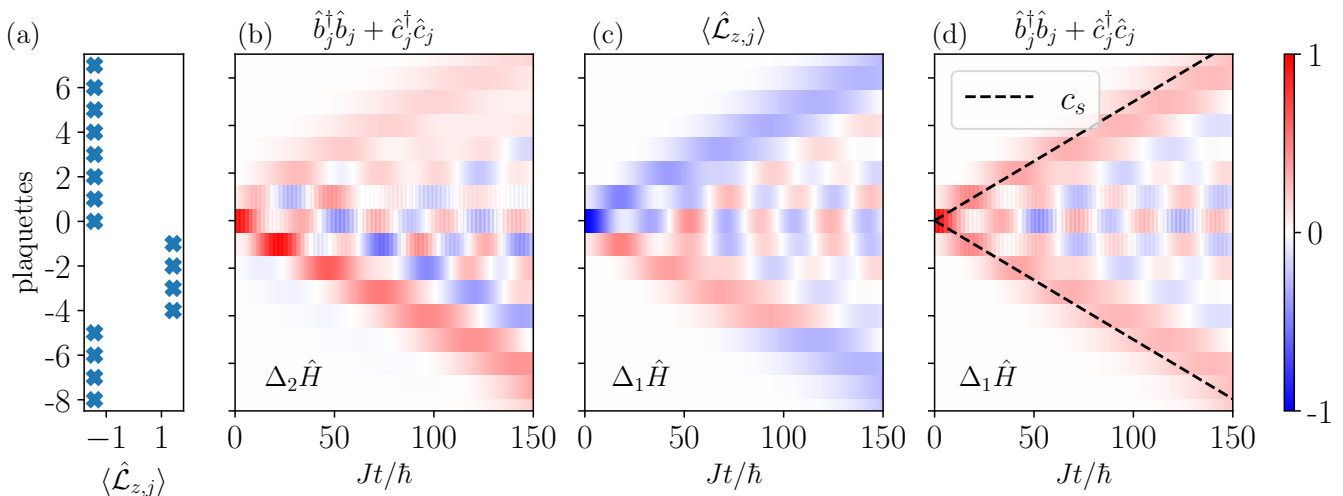 (a)
(b) b̂†_j b̂_j + ĉ†_j ĉ_j
(c) ⟨𝓛̂_{z,j}⟩
(d) b̂†_j b̂_j + ĉ†_j ĉ_j
plaquettes
6
4
2
0
-2
-4
-6
-8
−1 1
⟨𝓛̂_{z,j}⟩
Δ₂Ĥ
0 50 100 150
Jt/ħ
Δ₁Ĥ
0 50 100 150
Jt/ħ
c_s
Δ₁Ĥ
0 50 100 150
Jt/ħ
1
0
-1